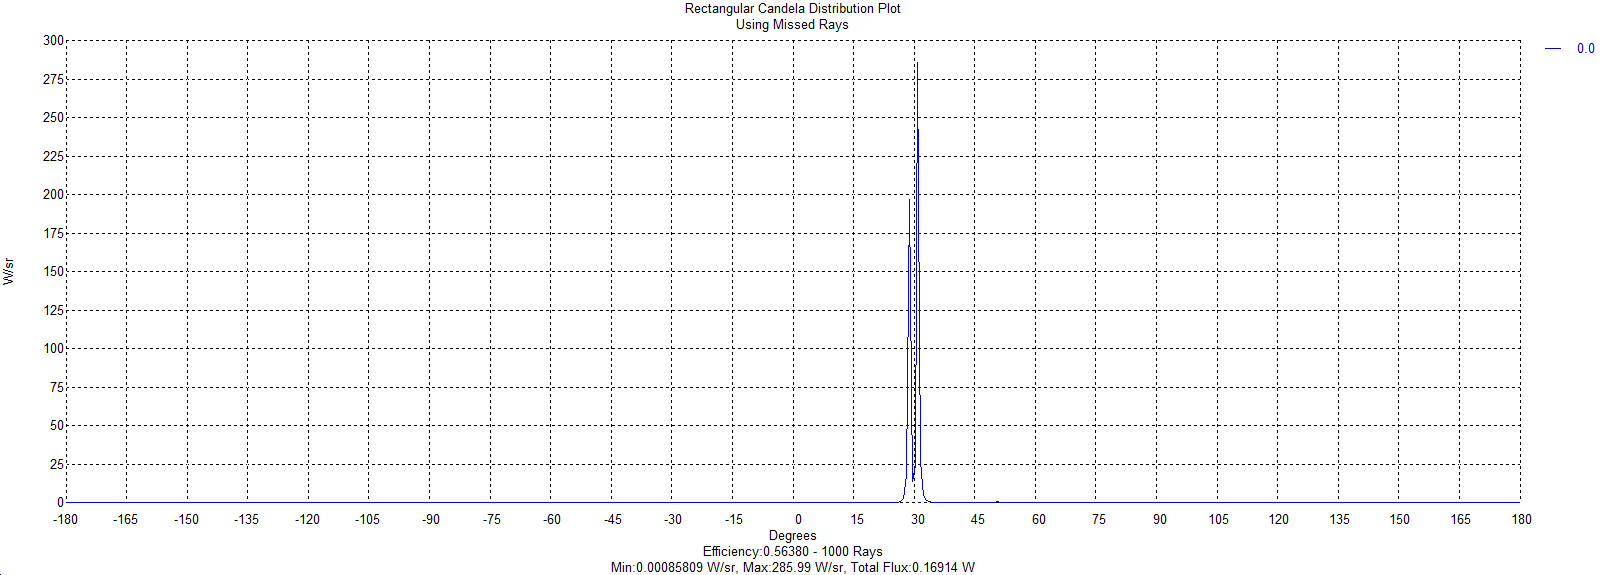 Rectangular Candela Distribution Plot
Using Missed Rays
0.0
W/sr
300
275
250
225
200
175
150
125
100
75
50
25
0
-180 -165 -150 -135 -120 -105 -90 -75 -60 -45 -30 -15 0 15 30 45 60 75 90 105 120 135 150 165 180
Degrees
Efficiency:0.56380 - 1000 Rays
Min:0.00085809 W/sr, Max:285.99 W/sr, Total Flux:0.16914 W